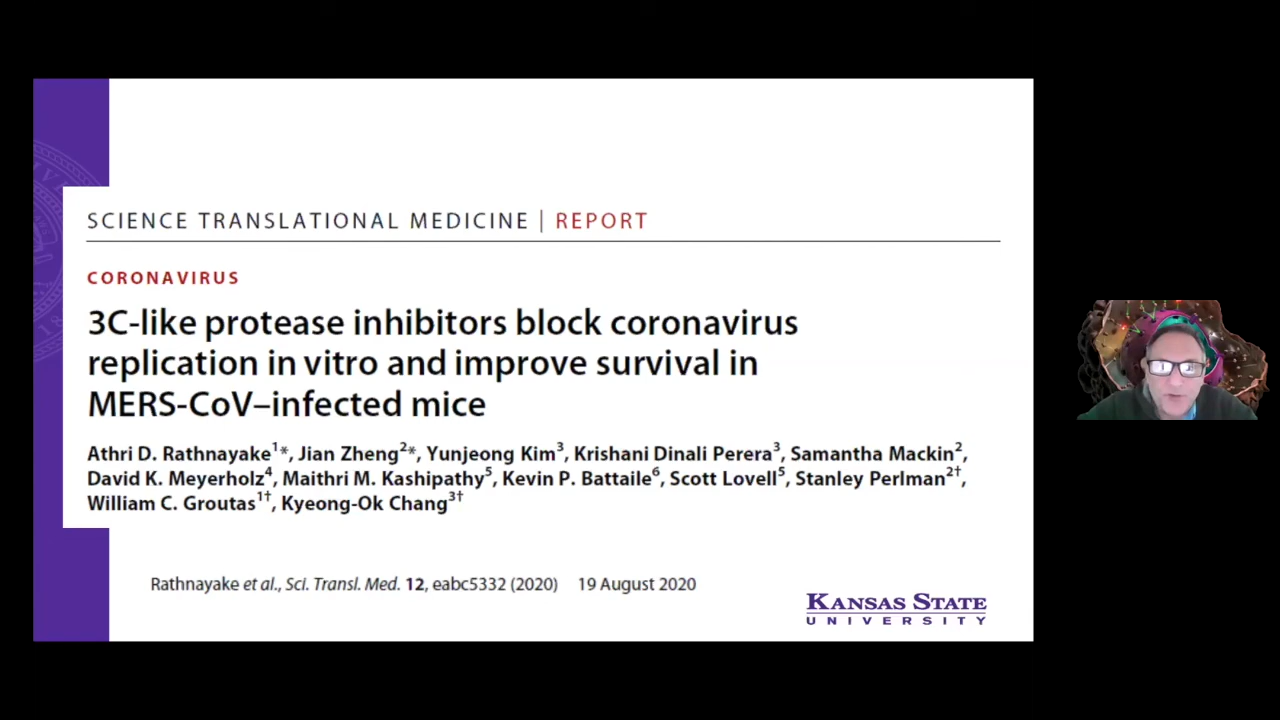 SCIENCE TRANSLATIONAL MEDICINE | REPORT
CORONAVIRUS
3C-like protease inhibitors block coronavirus
replication in vitro and improve survival in
MERS-CoV–infected mice
Athri D. Rathnayake1*, Jian Zheng2*, Yunjeong Kim3, Krishani Dinali Perera3, Samantha Mackin2,
David K. Meyerholz4, Maithri M. Kashipathy5, Kevin P. Battaile6, Scott Lovell5, Stanley Perlman2†,
William C. Groutas1†, Kyeong-Ok Chang3†
Rathnayake et al., Sci. Transl. Med. 12, eabc5332 (2020) 19 August 2020
KANSAS STATE
UNIVERSITY